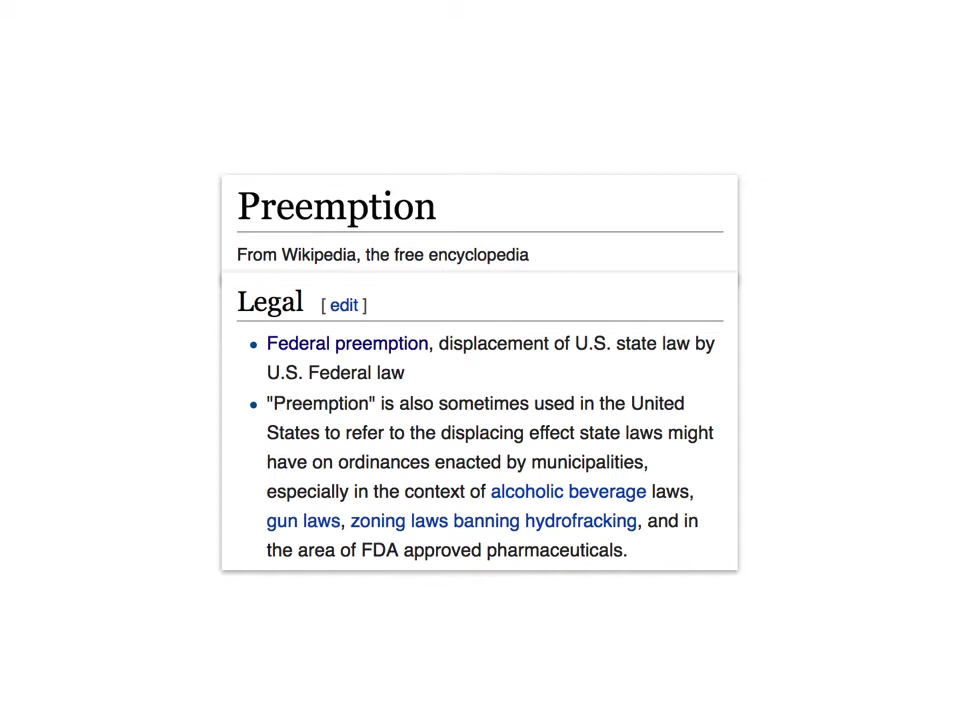 Preemption
From Wikipedia, the free encyclopedia
Legal [ edit ]
• Federal preemption, displacement of U.S. state law by
U.S. Federal law
• "Preemption" is also sometimes used in the United
States to refer to the displacing effect state laws might
have on ordinances enacted by municipalities,
especially in the context of alcoholic beverage laws,
gun laws, zoning laws banning hydrofracking, and in
the area of FDA approved pharmaceuticals.